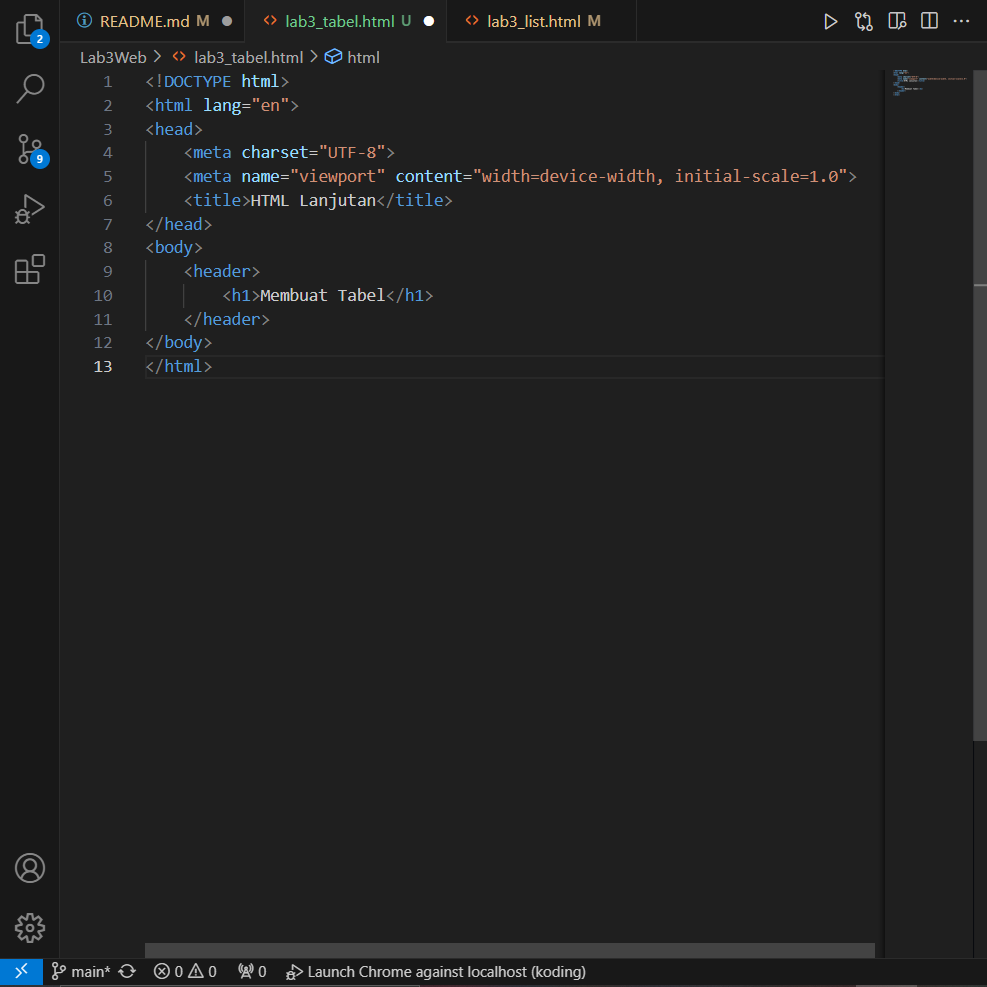 README.md M
lab3_tabel.html U
lab3_list.html M
Lab3Web > lab3_tabel.html > html
1 <!DOCTYPE html>
2 <html lang="en">
3 <head>
4     <meta charset="UTF-8">
5     <meta name="viewport" content="width=device-width, initial-scale=1.0">
6     <title>HTML Lanjutan</title>
7 </head>
8 <body>
9     <header>
10         <h1>Membuat Tabel</h1>
11     </header>
12 </body>
13 </html>
2
9
main* 0 0 0 Launch Chrome against localhost (koding)